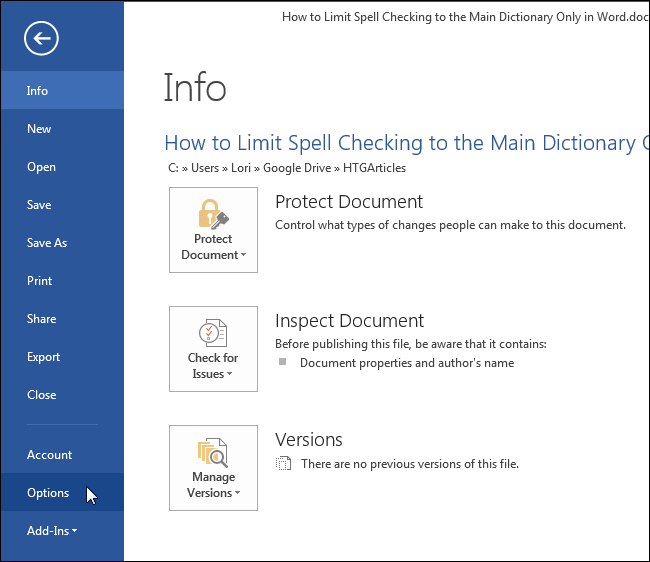 How to Limit Spell Checking to the Main Dictionary Only in Word.doc
Info
New
Open
Save
Save As
Print
Share
Export
Close
Account
Options
Add-Ins
Info
How to Limit Spell Checking to the Main Dictionary
C: » Users » Lori » Google Drive » HTGArticles
Protect
Document
Protect Document
Control what types of changes people can make to this document.
Check for
Issues
Inspect Document
Before publishing this file, be aware that it contains:
Document properties and author's name
Manage
Versions
Versions
There are no previous versions of this file.